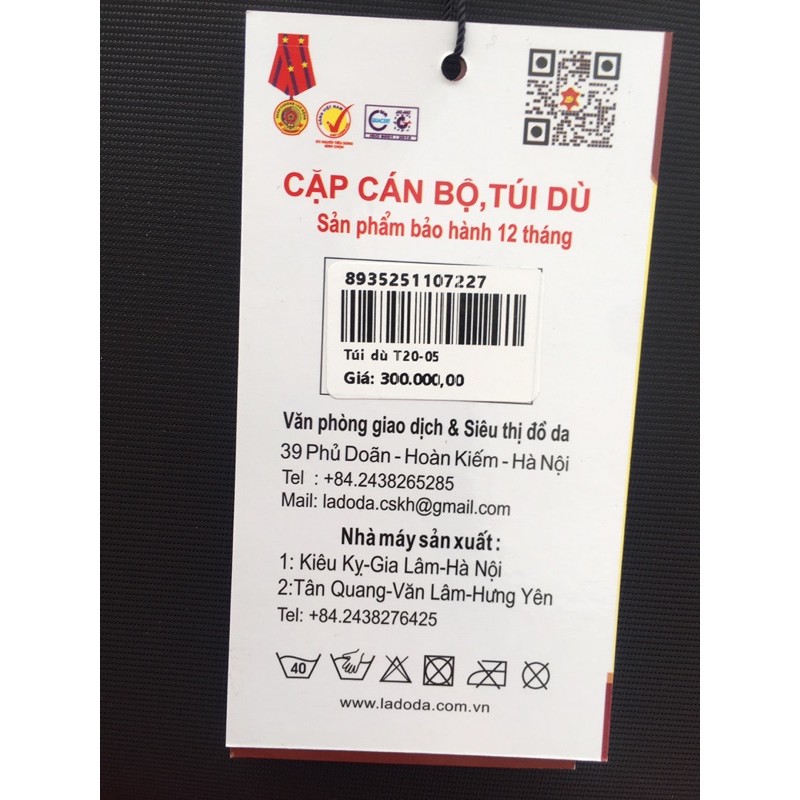 CẶP CÁN BỘ,TÚI DÙ
Sản phẩm bảo hành 12 tháng
8935251107227
Túi dù T20-05
Giá: 300.000,00
Văn phòng giao dịch & Siêu thị đồ da
39 Phủ Doãn - Hoàn Kiếm - Hà Nội
Tel : +84.2438265285
Mail: ladoda.cskh@gmail.com
Nhà máy sản xuất :
1: Kiêu Kỵ-Gia Lâm-Hà Nội
2:Tân Quang-Văn Lâm-Hưng Yên
Tel: +84.2438276425
40
www.ladoda.com.vn